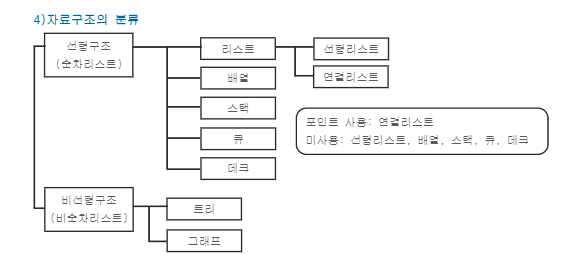 4)자료구조의 분류
선형구조
(순차리스트)
리스트
선형리스트
연결리스트
배열
스택
큐
데크
포인트 사용: 연결리스트
미사용: 선형리스트, 배열, 스택, 큐, 데크
비선형구조
(비순차리스트)
트리
그래프